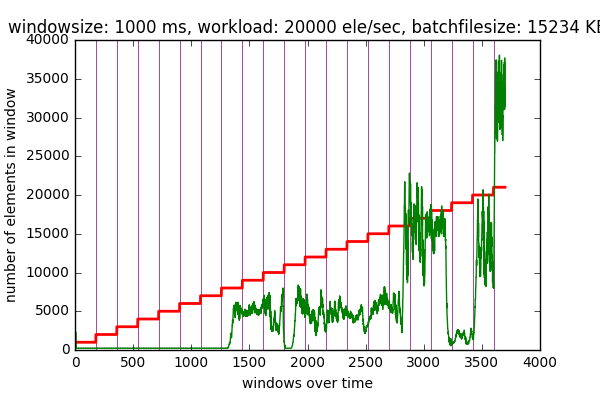 windowsize: 1000 ms, workload: 20000 ele/sec, batchfilesize: 15234 KB
number of elements in window
40000
35000
30000
25000
20000
15000
10000
5000
0
0 500 1000 1500 2000 2500 3000 3500 4000
windows over time